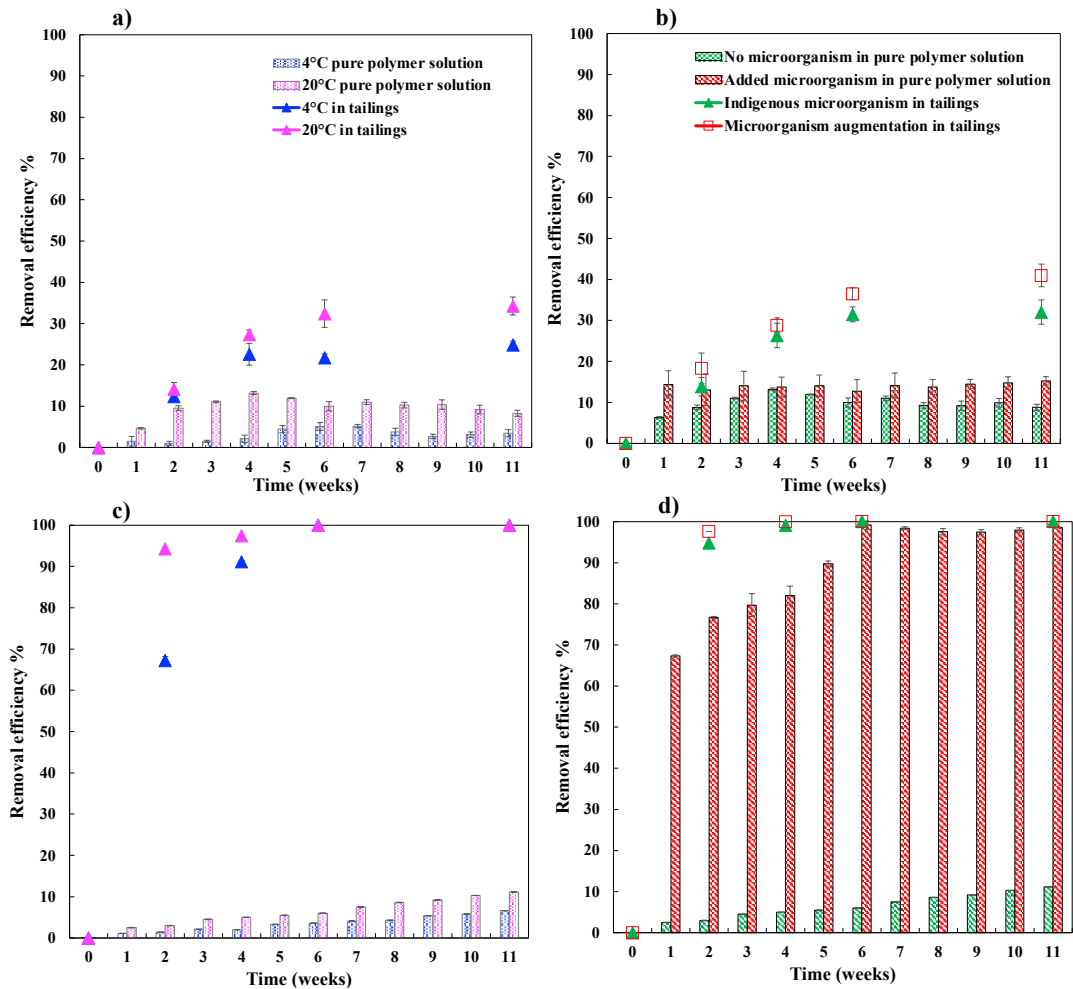 a)
100
90
80
70
60
50
40
30
20
10
0
Removal efficiency %
4°C pure polymer solution
20°C pure polymer solution
4°C in tailings
20°C in tailings
0 1 2 3 4 5 6 7 8 9 10 11
Time (weeks)
b)
100
90
80
70
60
50
40
30
20
10
0
Removal efficiency %
No microorganism in pure polymer solution
Added microorganism in pure polymer solution
Indigenous microorganism in tailings
Microorganism augmentation in tailings
0 1 2 3 4 5 6 7 8 9 10 11
Time (weeks)
c)
100
90
80
70
60
50
40
30
20
10
0
Removal efficiency %
0 1 2 3 4 5 6 7 8 9 10 11
Time (weeks)
d)
100
90
80
70
60
50
40
30
20
10
0
Removal efficiency %
0 1 2 3 4 5 6 7 8 9 10 11
Time (weeks)